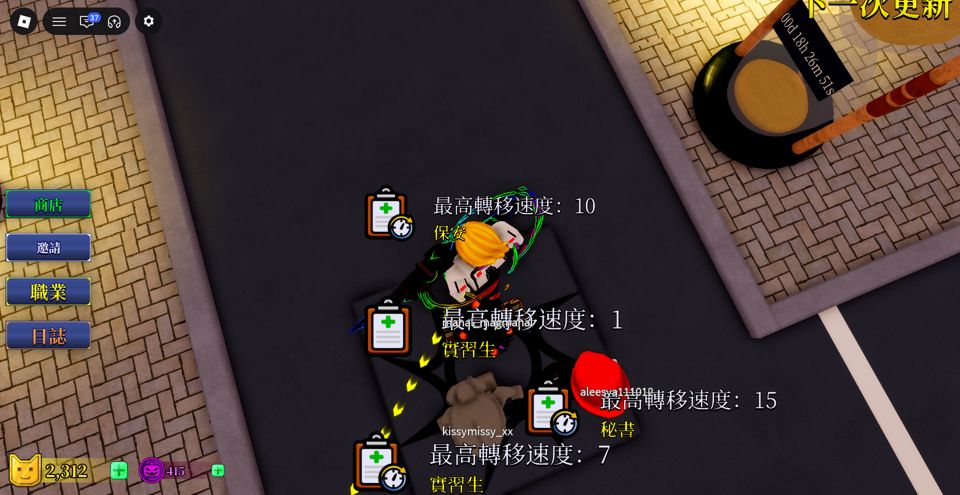 37
下一次更新
00d 18h 26m 51s
商店
邀請
職業
日誌
最高轉移速度：10
保安
最高轉移速度：1
實習生
aleesya111012
最高轉移速度：15
秘書
kissymissy_xx
最高轉移速度：7
實習生
2,312
415